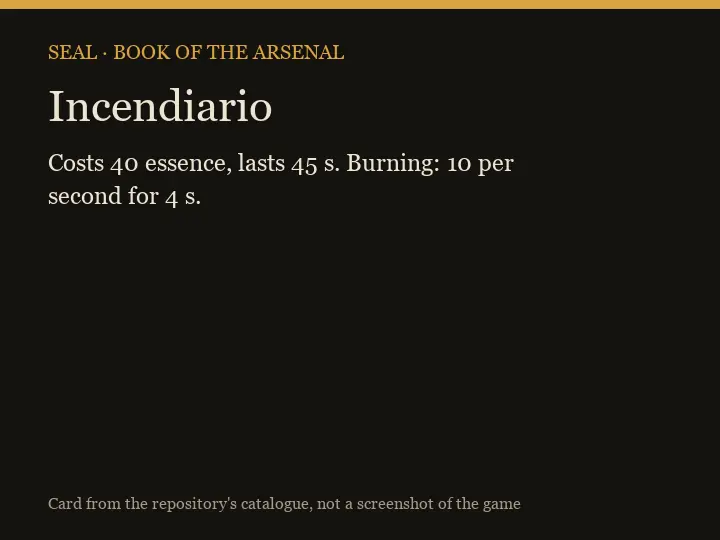 SEAL · BOOK OF THE ARSENAL
Incendiario
Costs 40 essence, lasts 45 s. Burning: 10 per
second for 4 s.
Card from the repository's catalogue, not a screenshot of the game